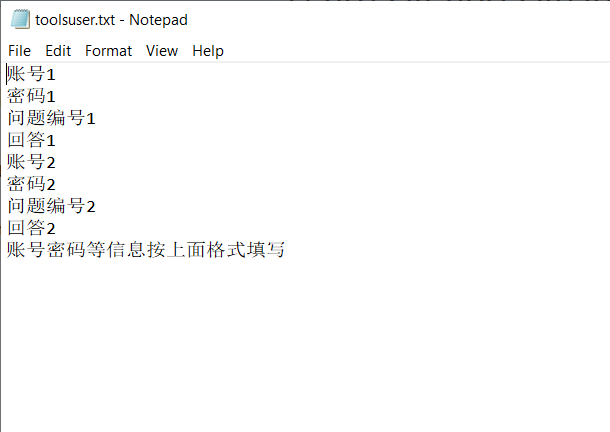 toolsuser.txt - Notepad
File Edit Format View Help
账号1
密码1
问题编号1
回答1
账号2
密码2
问题编号2
回答2
账号密码等信息按上面格式填写